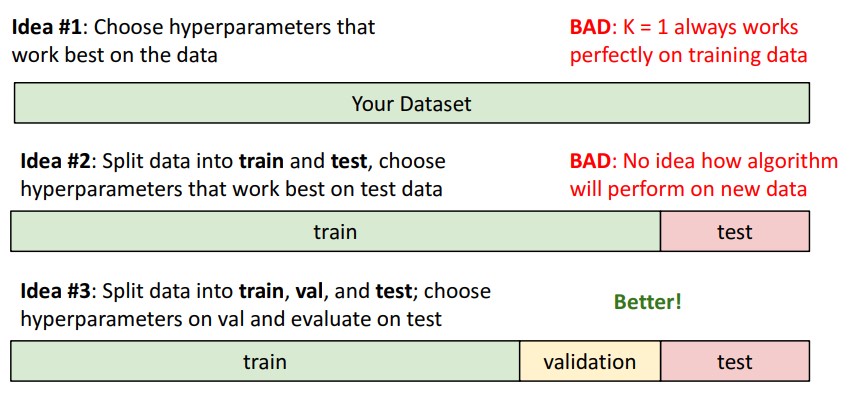 Idea #1: Choose hyperparameters that
work best on the data
BAD: K = 1 always works
perfectly on training data
Your Dataset
Idea #2: Split data into train and test, choose
hyperparameters that work best on test data
BAD: No idea how algorithm
will perform on new data
train
test
Idea #3: Split data into train, val, and test; choose
hyperparameters on val and evaluate on test
Better!
train
validation
test